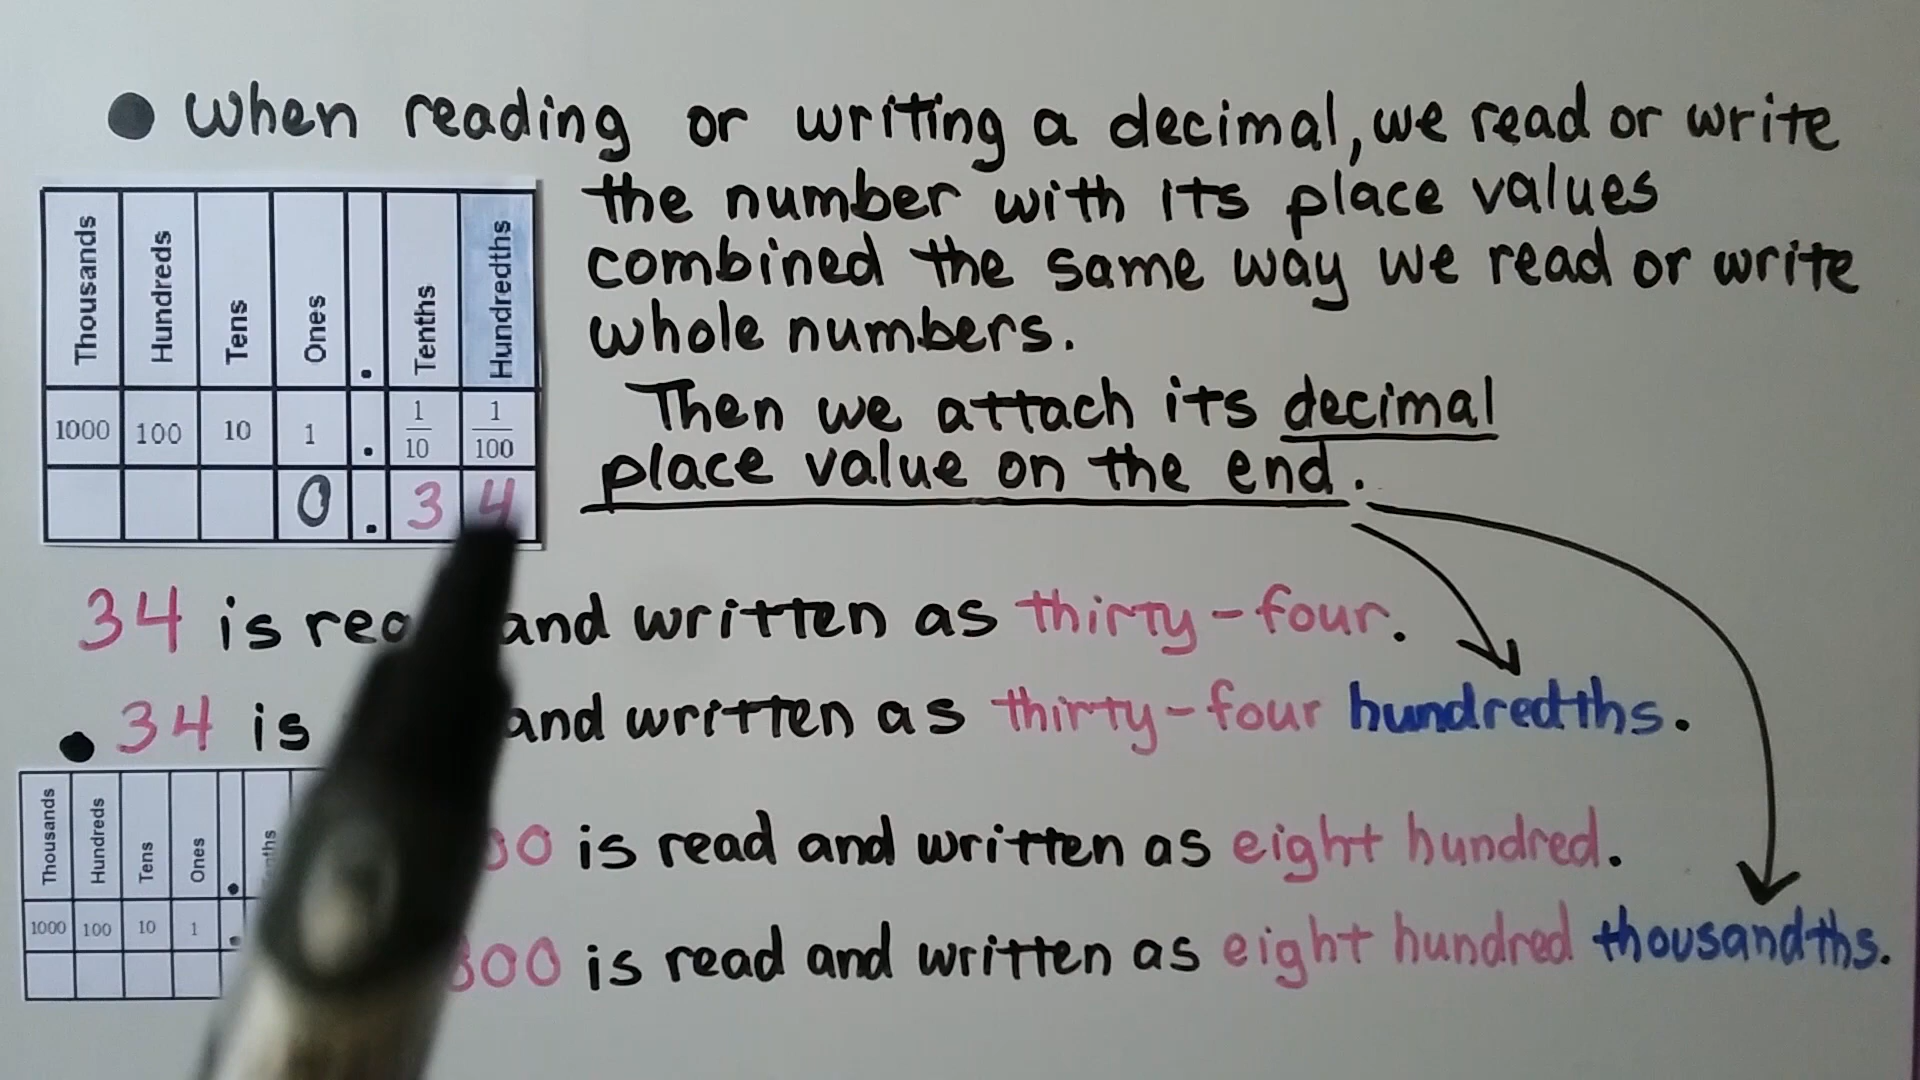 • When reading or writing a decimal, we read or write
the number with its place values
combined the same way we read or write
whole numbers.
Then we attach its decimal
place value on the end.
Thousands Hundreds Tens Ones . Tenths Hundredths
1000 100 10 1 . 1/10 1/100
0 . 3 4
34 is and written as thirty-four.
.34 is and written as thirty-four hundredths.
is read and written as eight hundred.
800 is read and written as eight hundred thousandths.
Thousands Hundreds Tens Ones .
1000 100 10 1 .